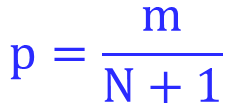 p = m / (N + 1)